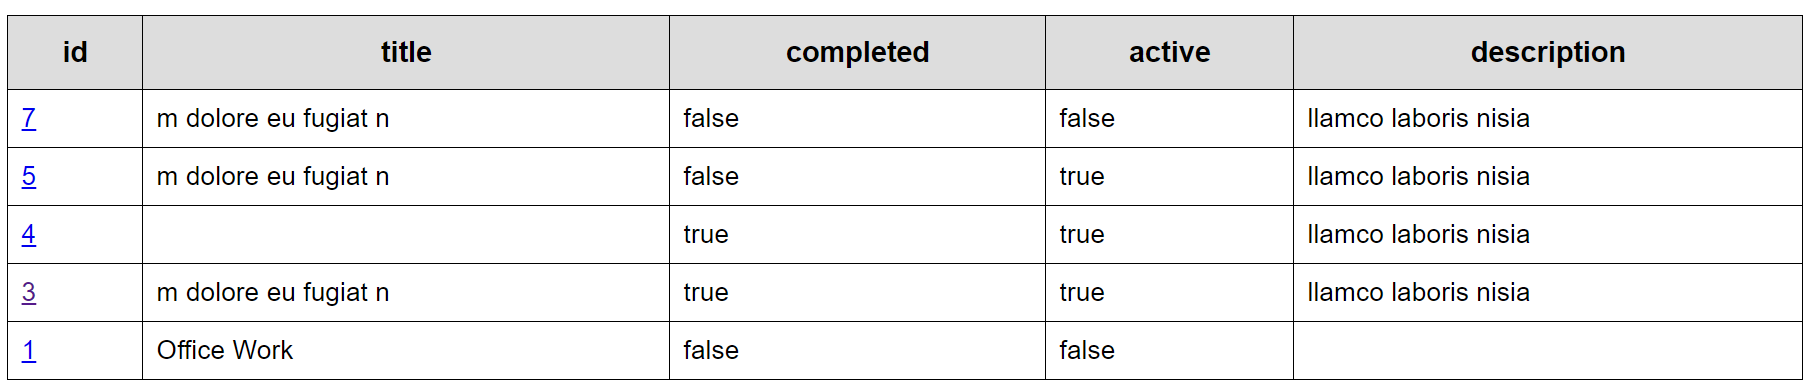 id title completed active description
7 m dolore eu fugiat n false false llamco laboris nisia
5 m dolore eu fugiat n false true llamco laboris nisia
4 true true llamco laboris nisia
3 m dolore eu fugiat n true true llamco laboris nisia
1 Office Work false false